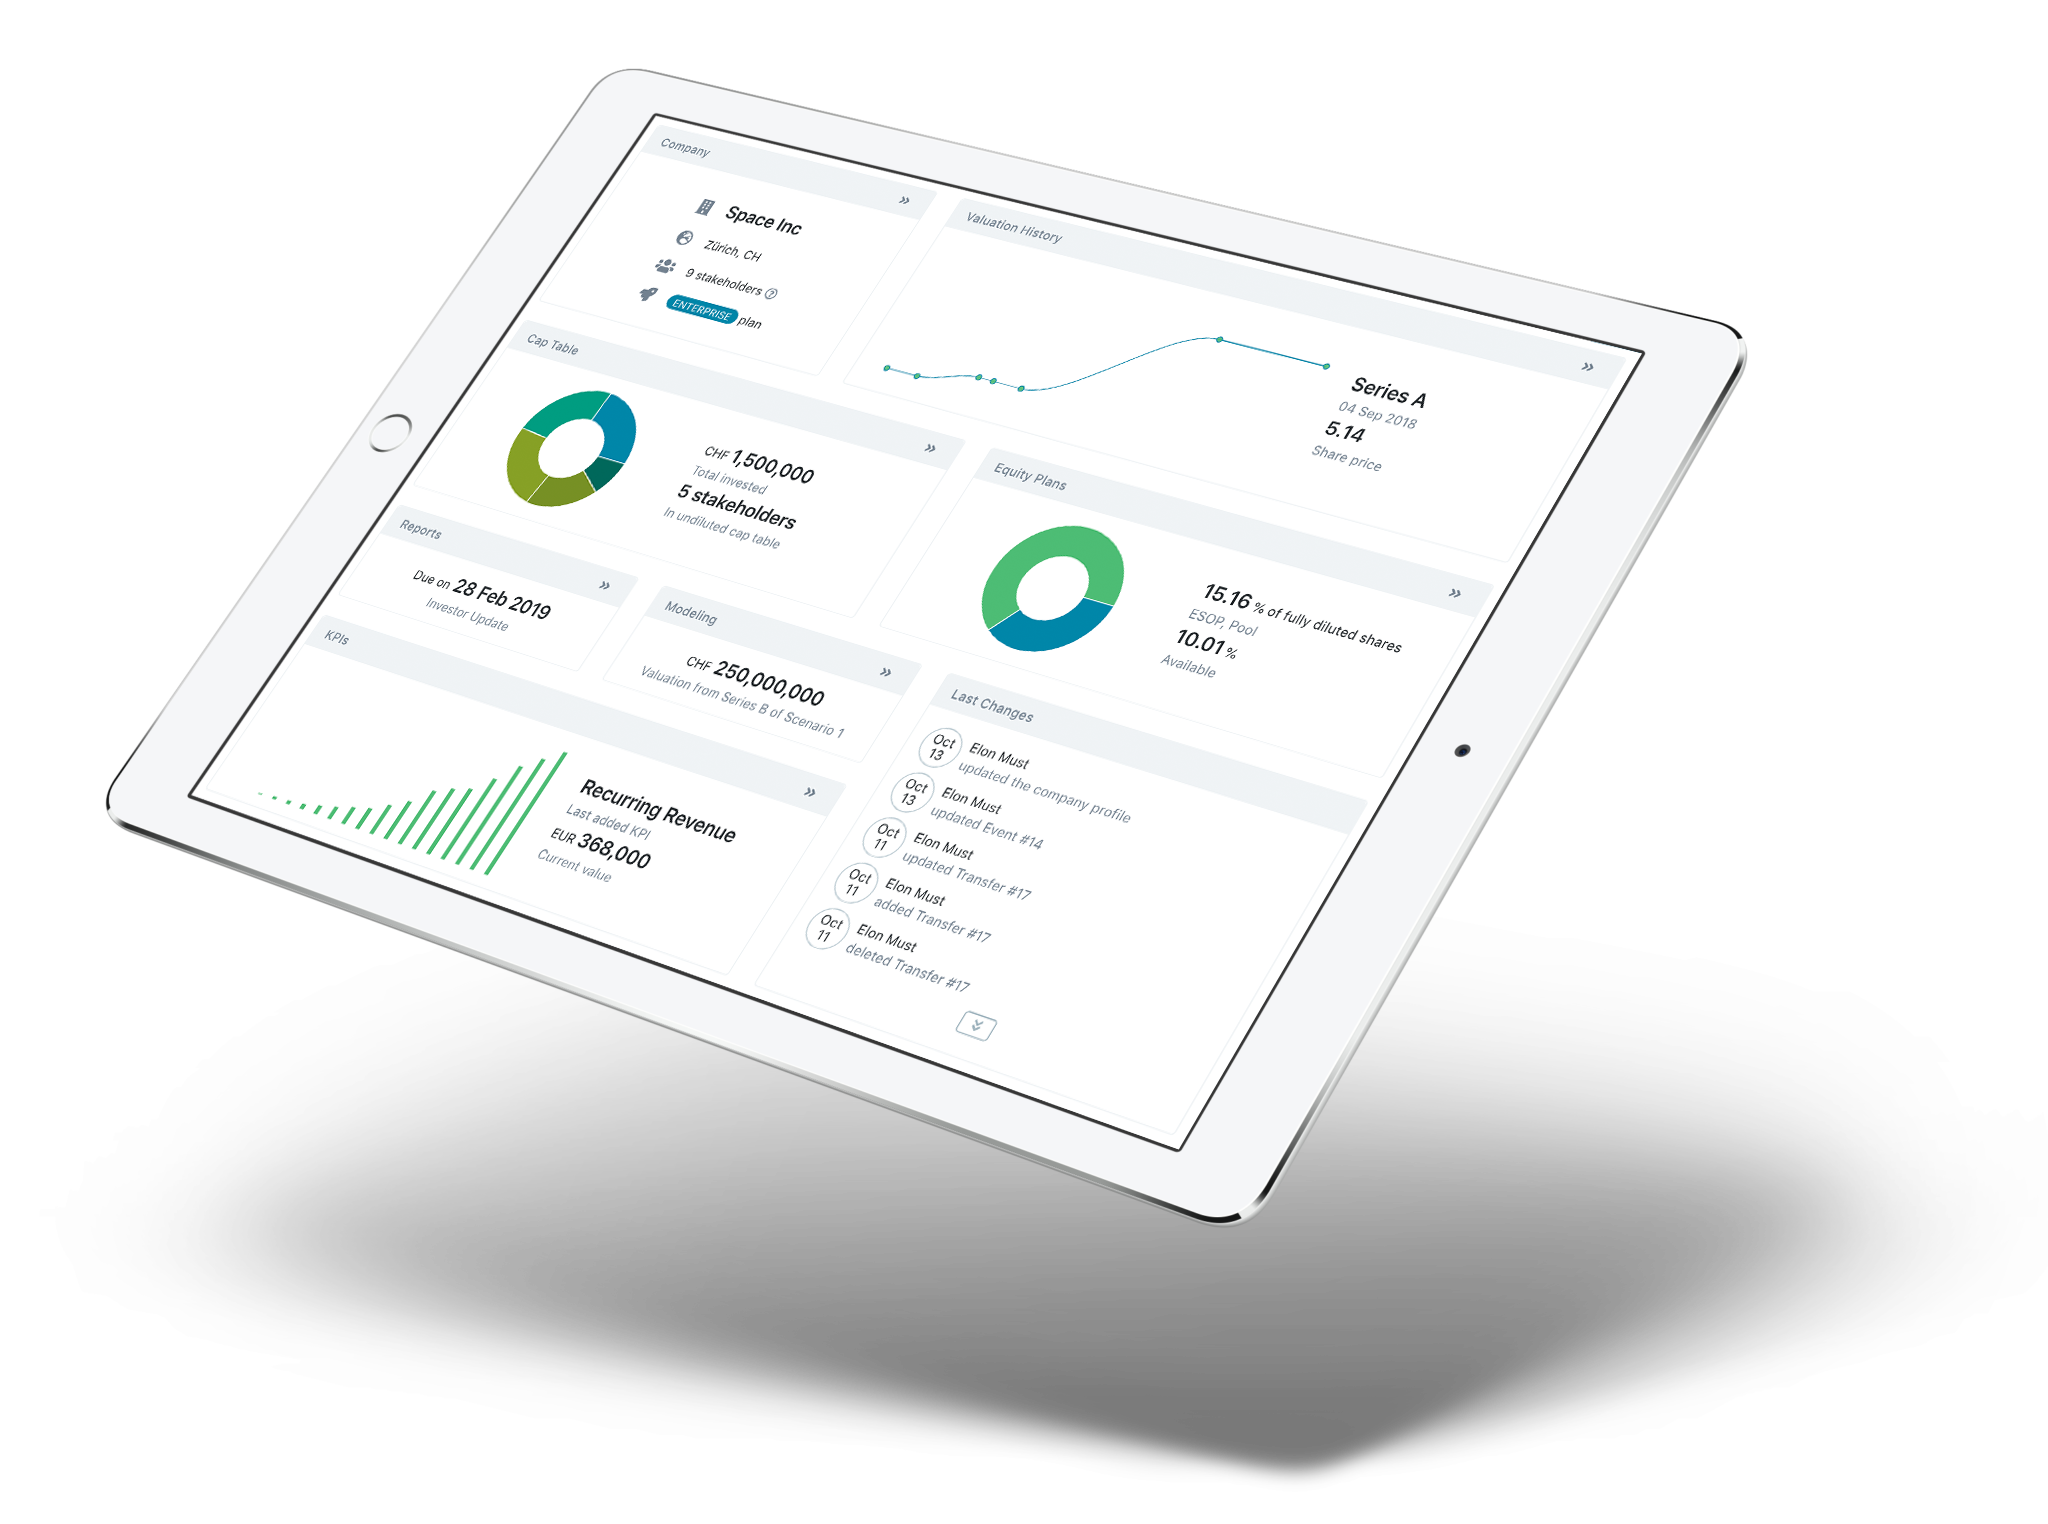 Company
Space Inc
Zürich, CH
9 stakeholders
ENTERPRISE plan
Valuation History
Series A
04 Sep 2018
5.14
Share price
Cap Table
CHF 1,500,000
Total invested
5 stakeholders
In undiluted cap table
Equity Plans
15.16 % of fully diluted shares
ESOP, Pool
10.01 %
Available
Reports
Due on 28 Feb 2019
Investor Update
Modeling
CHF 250,000,000
Valuation from Series B of Scenario 1
KPIs
Recurring Revenue
Last added KPI
EUR 368,000
Current value
Last Changes
Oct 13
Elon Must
updated the company profile
Oct 13
Elon Must
updated Event #14
Oct 11
Elon Must
updated Transfer #17
Oct 11
Elon Must
added Transfer #17
Oct 11
Elon Must
deleted Transfer #17